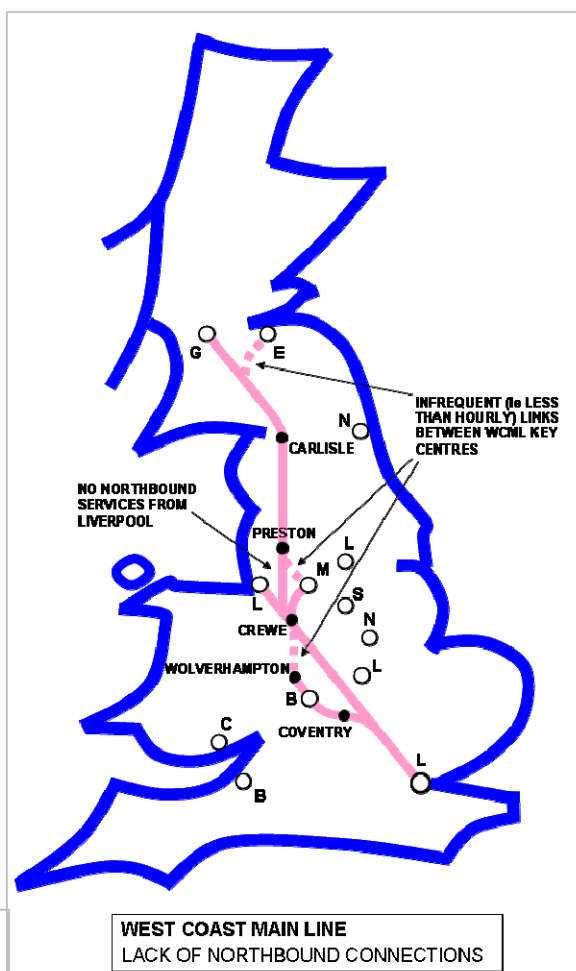 G
E
INFREQUENT (ie LESS
THAN HOURLY) LINKS
BETWEEN WCML KEY
CENTRES
N
CARLISLE
NO NORTHBOUND
SERVICES FROM
LIVERPOOL
PRESTON
L
M
L
S
CREWE
N
WOLVERHAMPTON
L
B
COVENTRY
C
L
B
WEST COAST MAIN LINE
LACK OF NORTHBOUND CONNECTIONS